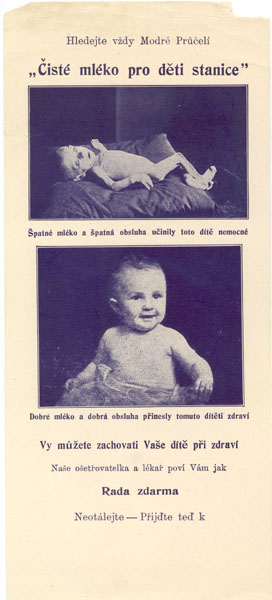 Hledejte vždy Modré Průčelí
„Čisté mléko pro děti stanice"
Špatné mléko a špatná obsluha učinily toto dítě nemocné
Dobré mléko a dobrá obsluha přinesly tomuto dítěti zdraví
Vy můžete zachovati Vaše dítě při zdraví
Naše ošetřovatelka a lékař poví Vám jak
Rada zdarma
Neotálejte — Přijďte teď k